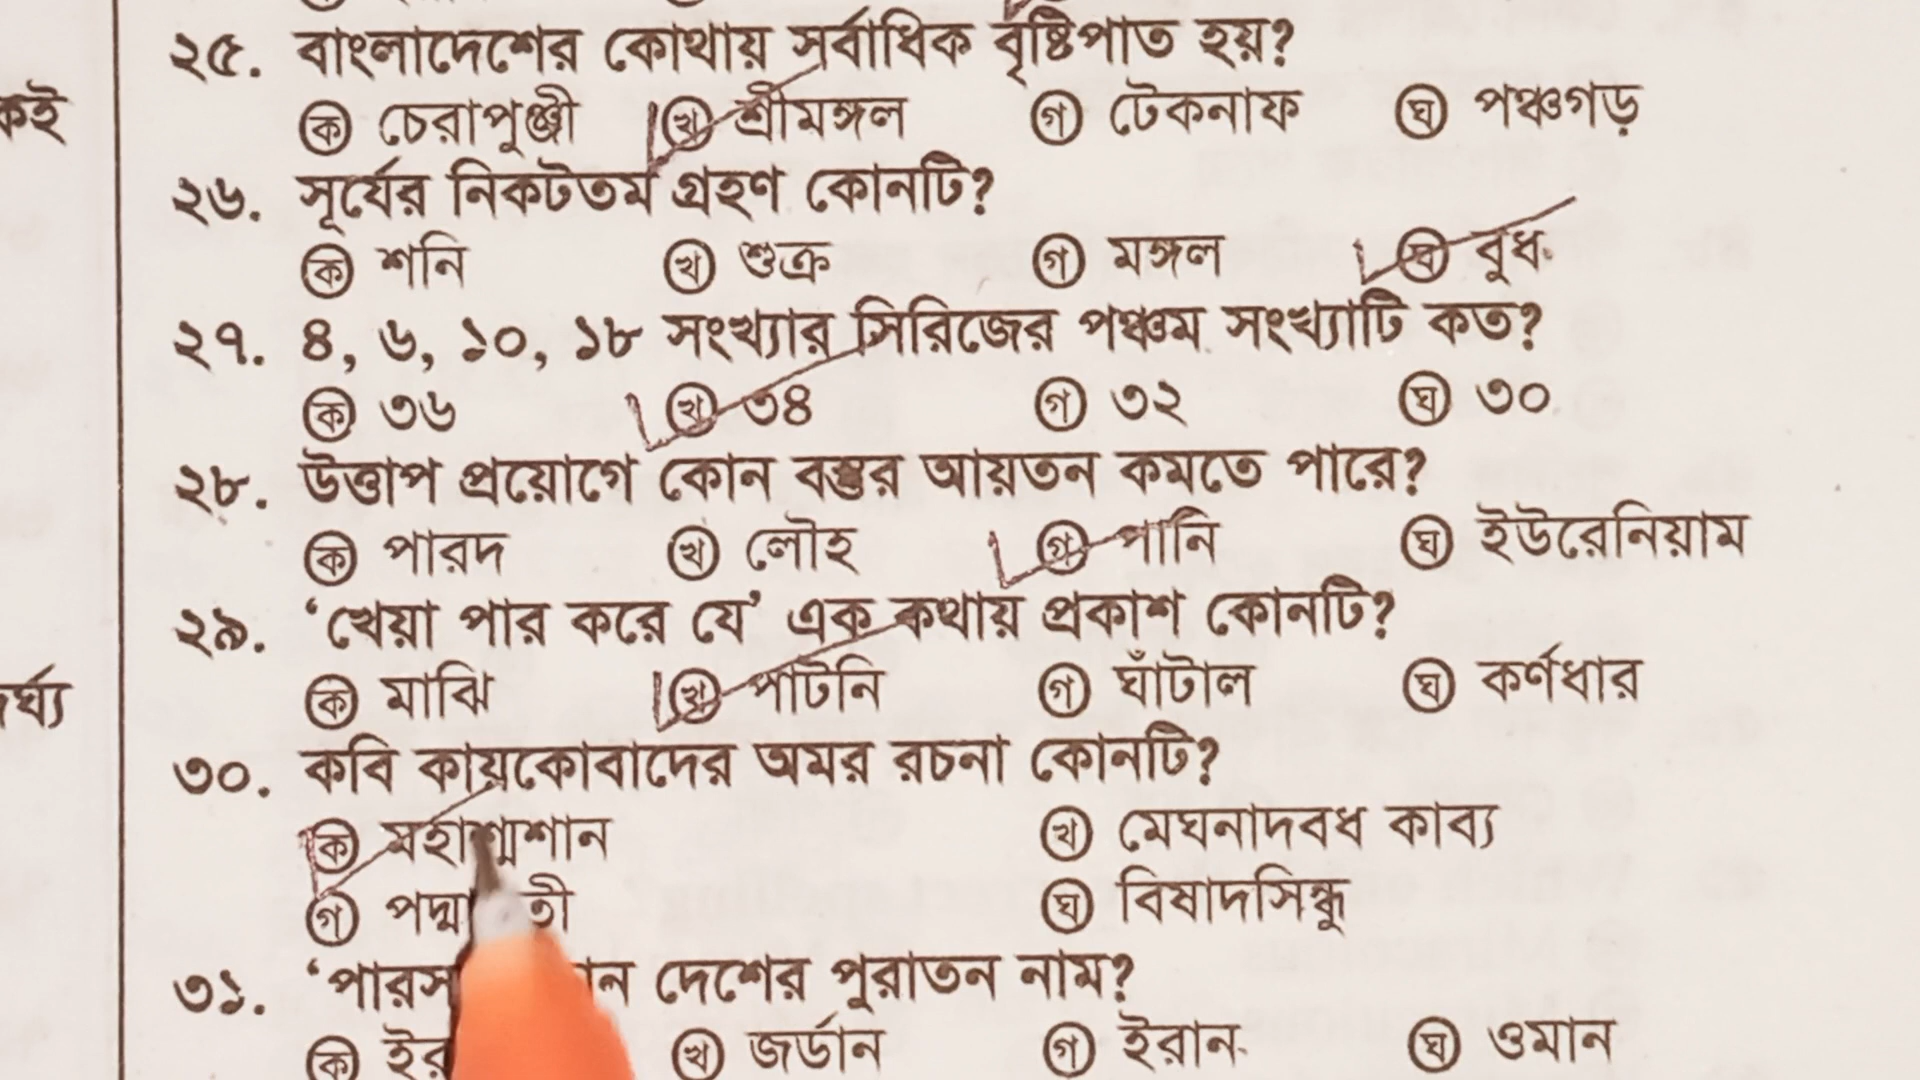 ২৫. বাংলাদেশের কোথায় সর্বাধিক বৃষ্টিপাত হয়?
কই
ক চেরাপুঞ্জী খ শ্রীমঙ্গল গ টেকনাফ ঘ পঞ্চগড়
২৬. সূর্যের নিকটতম গ্রহণ কোনটি?
ক শনি খ শুক্র গ মঙ্গল ঘ বুধ
২৭. ৪, ৬, ১০, ১৮ সংখ্যার সিরিজের পঞ্চম সংখ্যাটি কত?
ক ৩৬ খ ৩৪ গ ৩২ ঘ ৩০
২৮. উত্তাপ প্রয়োগে কোন বস্তুর আয়তন কমতে পারে?
ক পারদ খ লৌহ গ পানি ঘ ইউরেনিয়াম
২৯. ‘খেয়া পার করে যে’ এক কথায় প্রকাশ কোনটি?
ক মাঝি খ পাটনি গ ঘাঁটাল ঘ কর্ণধার
৩০. কবি কায়কোবাদের অমর রচনা কোনটি?
ক মহাশ্মশান খ মেঘনাদবধ কাব্য
গ ঘ বিষাদসিন্ধু
৩১. দেশের পুরাতন নাম?
ক খ জর্ডান গ ইরান ঘ ওমান